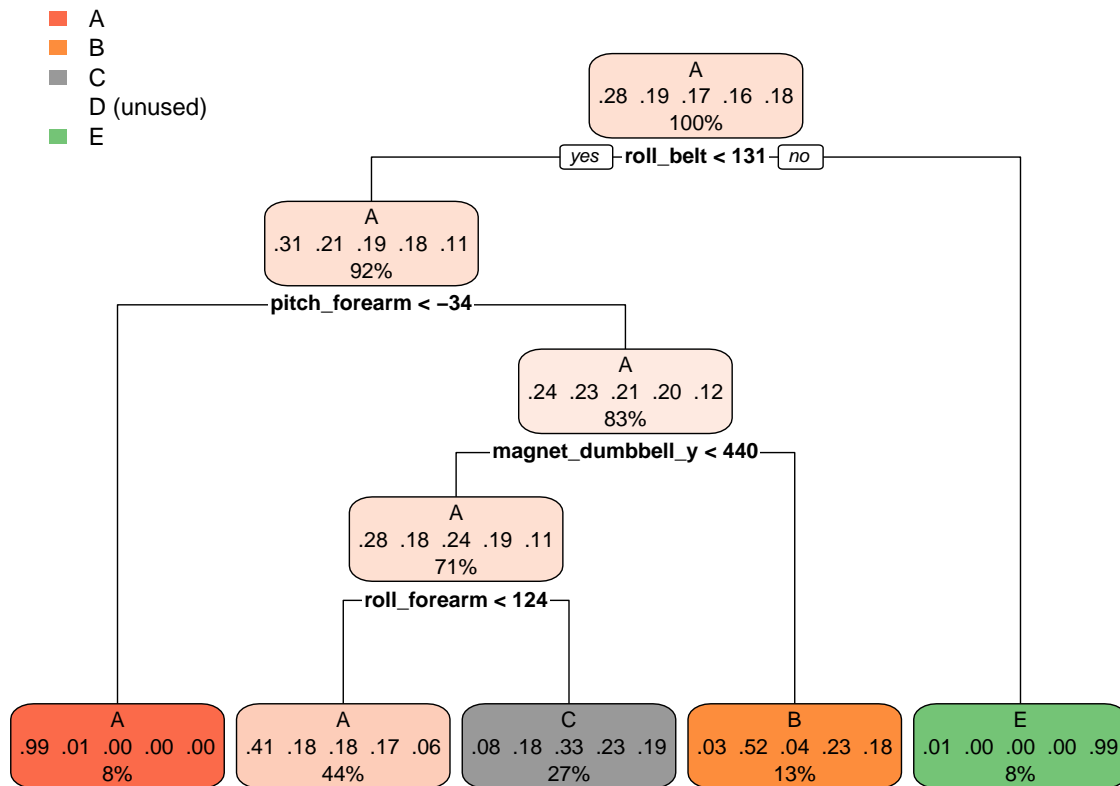 A
B
C
D (unused)
E
A
.28 .19 .17 .16 .18
100%
yes roll_belt < 131 no
A
.31 .21 .19 .18 .11
92%
pitch_forearm < −34
A
.24 .23 .21 .20 .12
83%
magnet_dumbbell_y < 440
A
.28 .18 .24 .19 .11
71%
roll_forearm < 124
A
.99 .01 .00 .00 .00
8%
A
.41 .18 .18 .17 .06
44%
C
.08 .18 .33 .23 .19
27%
B
.03 .52 .04 .23 .18
13%
E
.01 .00 .00 .00 .99
8%